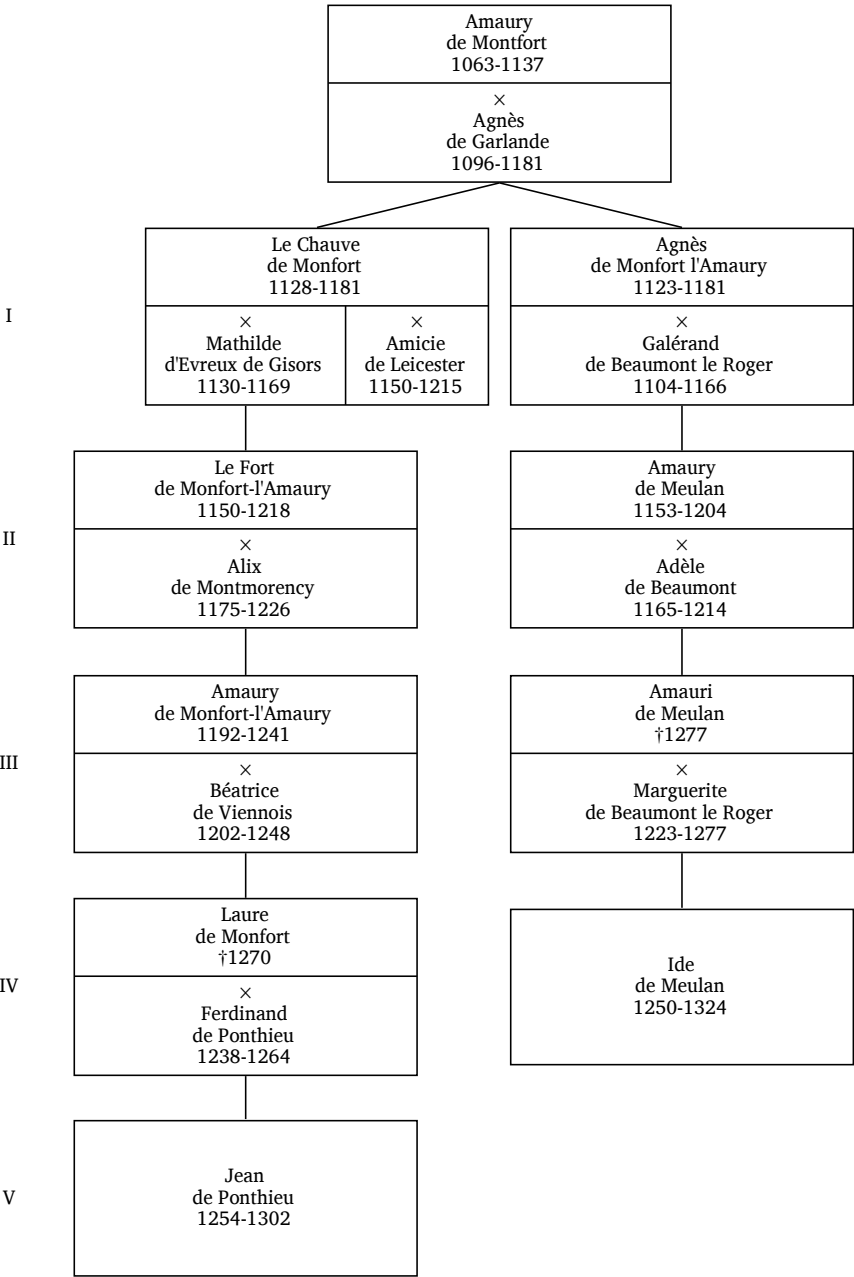 Amaury
de Montfort
1063-1137
×
Agnès
de Garlande
1096-1181
I
Le Chauve
de Monfort
1128-1181
×
Mathilde
d'Evreux de Gisors
1130-1169
×
Amicie
de Leicester
1150-1215
Agnès
de Monfort l'Amaury
1123-1181
×
Galérand
de Beaumont le Roger
1104-1166
II
Le Fort
de Monfort-l'Amaury
1150-1218
×
Alix
de Montmorency
1175-1226
Amaury
de Meulan
1153-1204
×
Adèle
de Beaumont
1165-1214
III
Amaury
de Monfort-l'Amaury
1192-1241
×
Béatrice
de Viennois
1202-1248
Amauri
de Meulan
†1277
×
Marguerite
de Beaumont le Roger
1223-1277
IV
Laure
de Monfort
†1270
×
Ferdinand
de Ponthieu
1238-1264
Ide
de Meulan
1250-1324
V
Jean
de Ponthieu
1254-1302